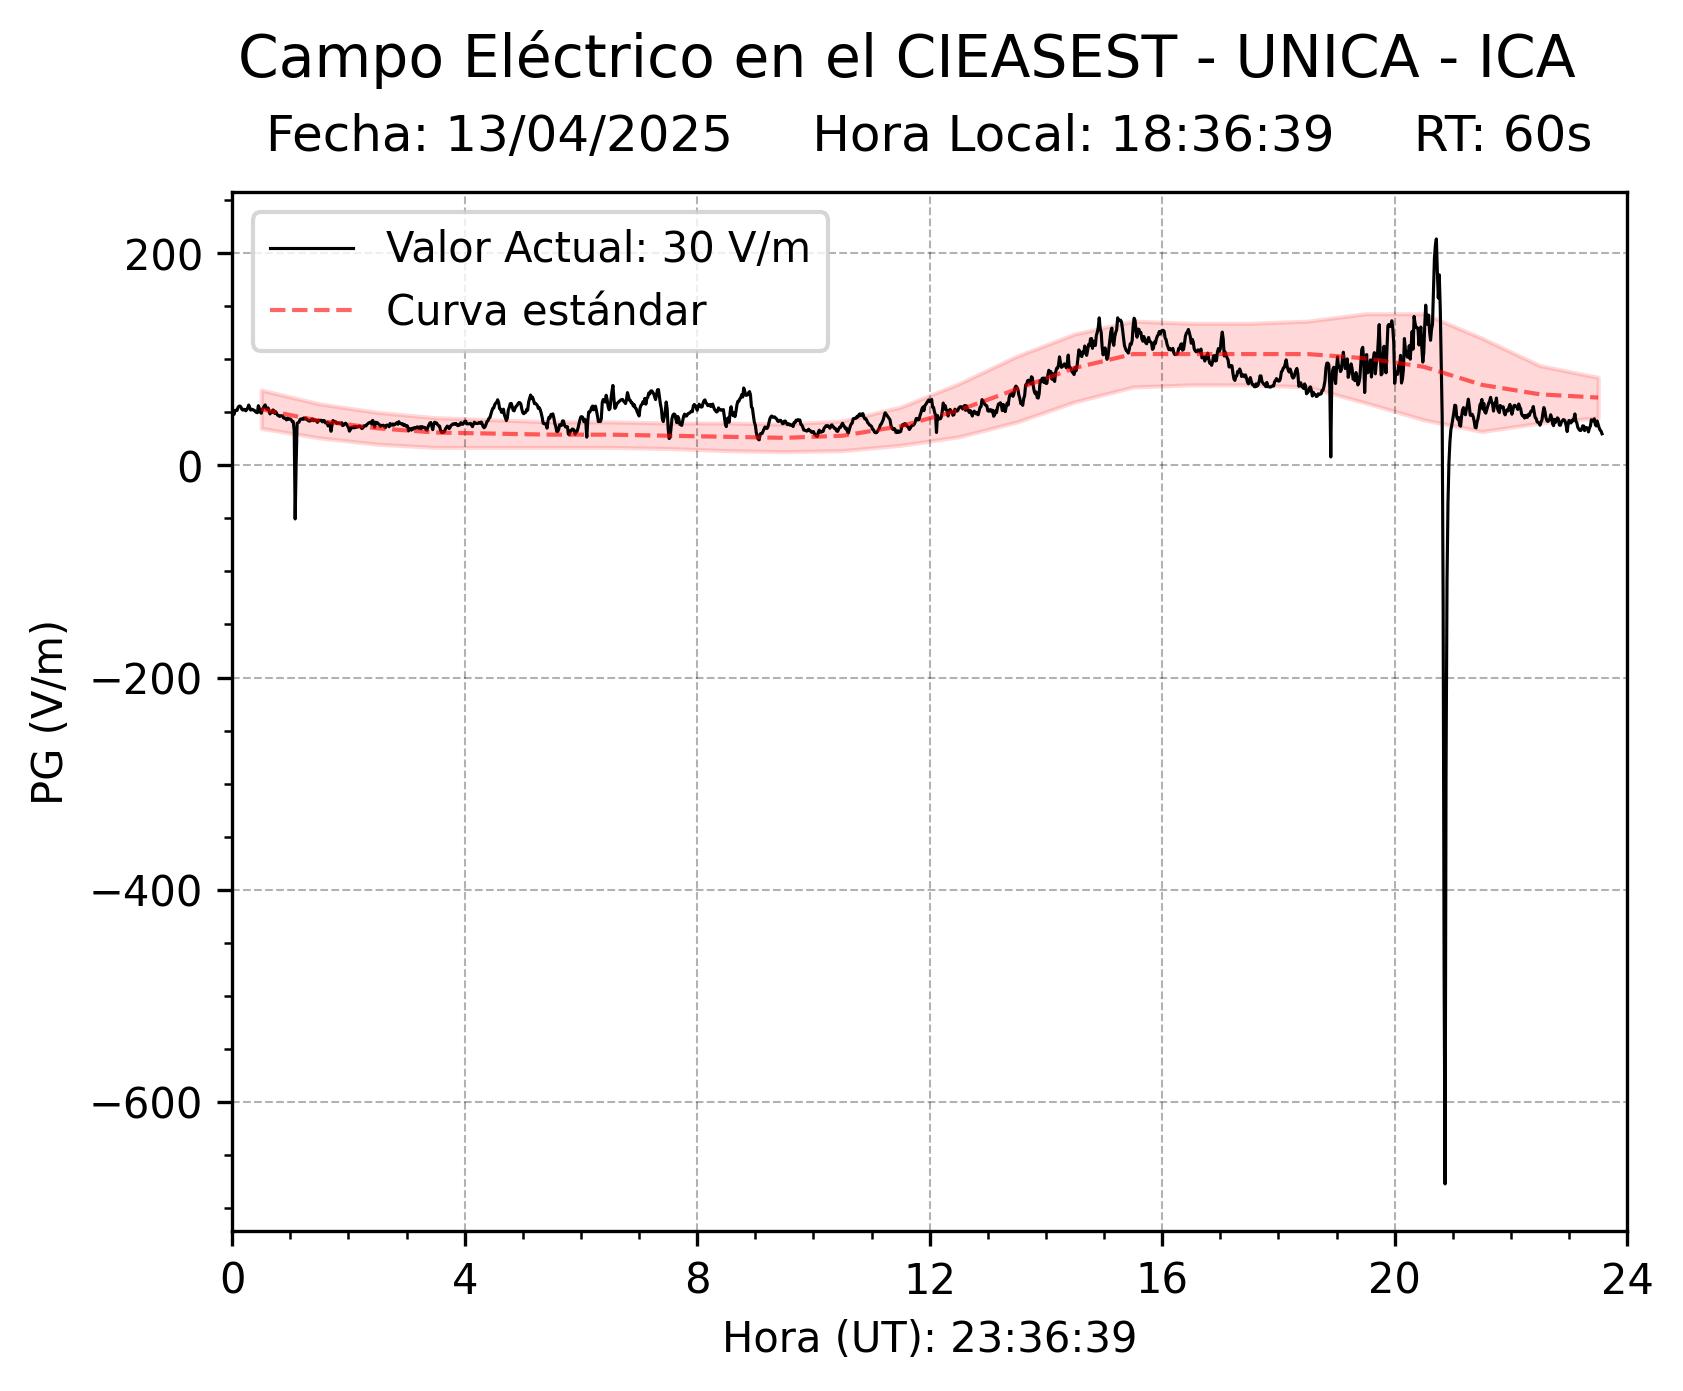 Campo Eléctrico en el CIEASEST - UNICA - ICA
Fecha: 13/04/2025 Hora Local: 18:36:39 RT: 60s
Valor Actual: 30 V/m
Curva estándar
200
0
−200
−400
−600
PG (V/m)
0 4 8 12 16 20 24
Hora (UT): 23:36:39